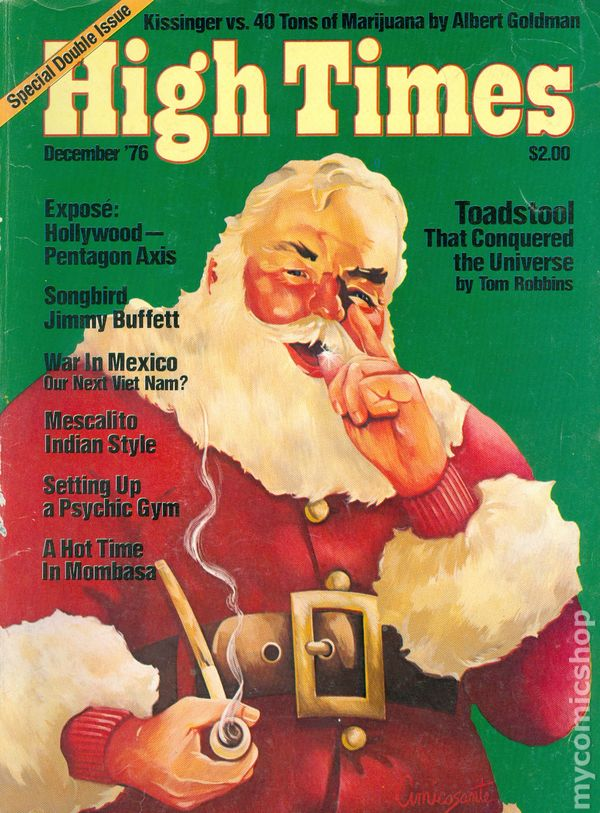 Kissinger vs. 40 Tons of Marijuana by Albert Goldman
Special Double Issue
High Times
December '76
$2.00
Exposé:
Hollywood—
Pentagon Axis
Songbird
Jimmy Buffett
War In Mexico
Our Next Viet Nam?
Mescalito
Indian Style
Setting Up
a Psychic Gym
A Hot Time
In Mombasa
Toadstool
That Conquered
the Universe
by Tom Robbins
mycomicshop